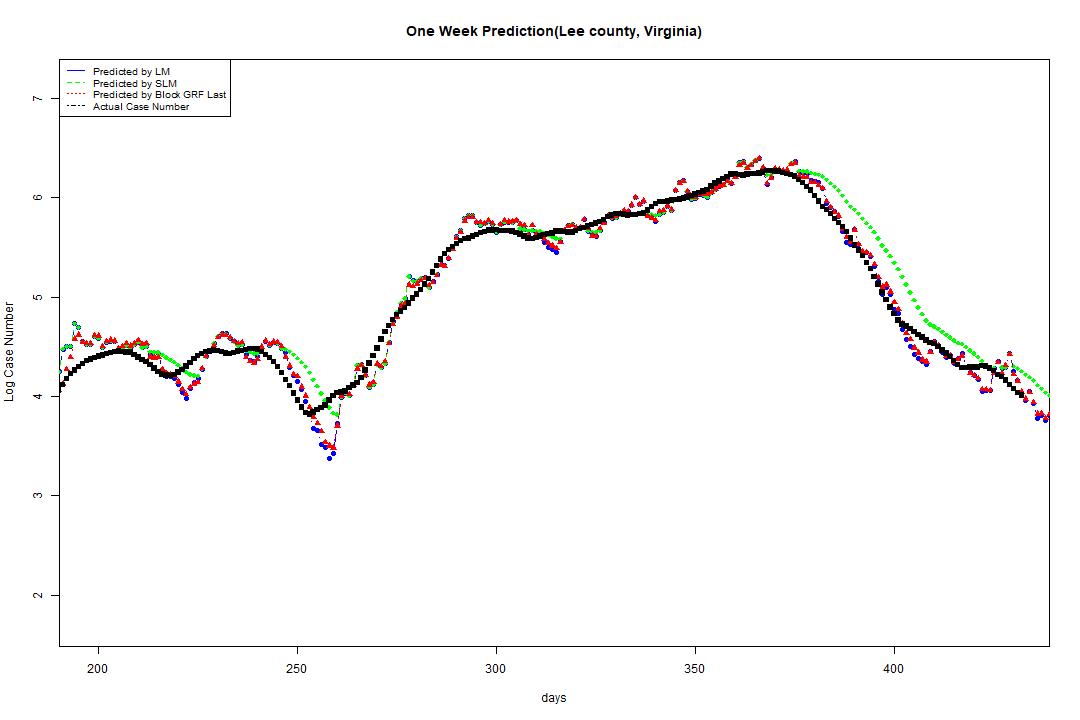 One Week Prediction(Lee county, Virginia)
Predicted by LM
Predicted by SLM
Predicted by Block GRF Last
Actual Case Number
7
6
5
4
3
2
Log Case Number
200
250
300
350
400
days